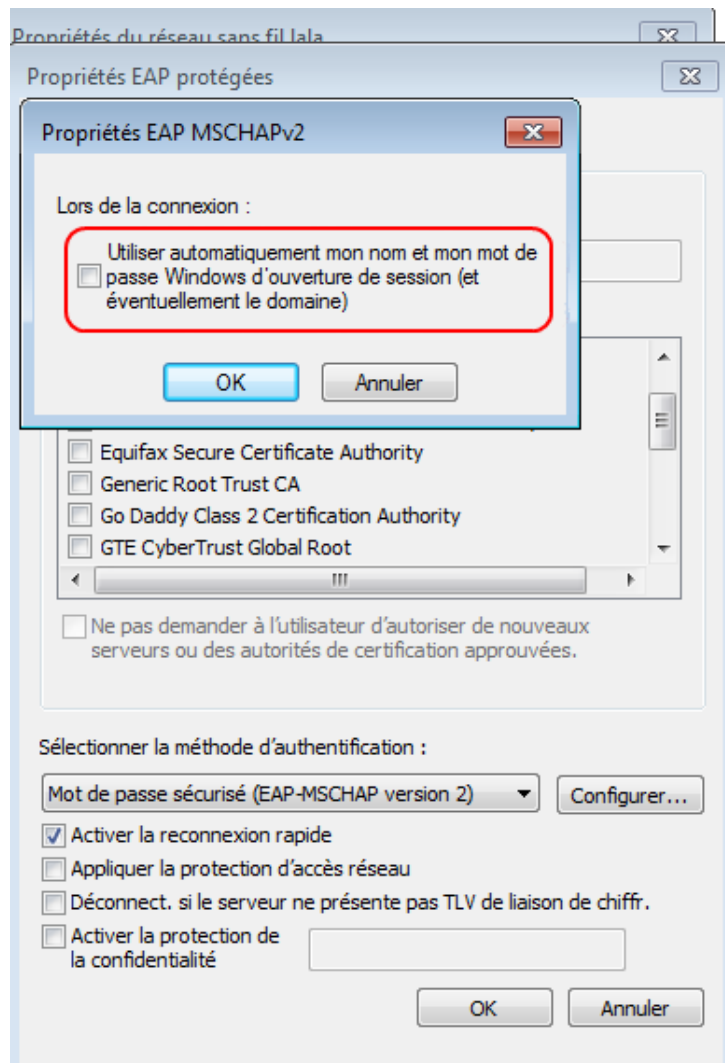 Propriétés du réseau sans fil lala
Propriétés EAP protégées
Propriétés EAP MSCHAPv2
Lors de la connexion :
Utiliser automatiquement mon nom et mon mot de
passe Windows d'ouverture de session (et
éventuellement le domaine)
OK Annuler
Equifax Secure Certificate Authority
Generic Root Trust CA
Go Daddy Class 2 Certification Authority
GTE CyberTrust Global Root
Ne pas demander à l'utilisateur d'autoriser de nouveaux
serveurs ou des autorités de certification approuvées.
Sélectionner la méthode d'authentification :
Mot de passe sécurisé (EAP-MSCHAP version 2) Configurer...
Activer la reconnexion rapide
Appliquer la protection d'accès réseau
Déconnect. si le serveur ne présente pas TLV de liaison de chiffr.
Activer la protection de
la confidentialité
OK Annuler